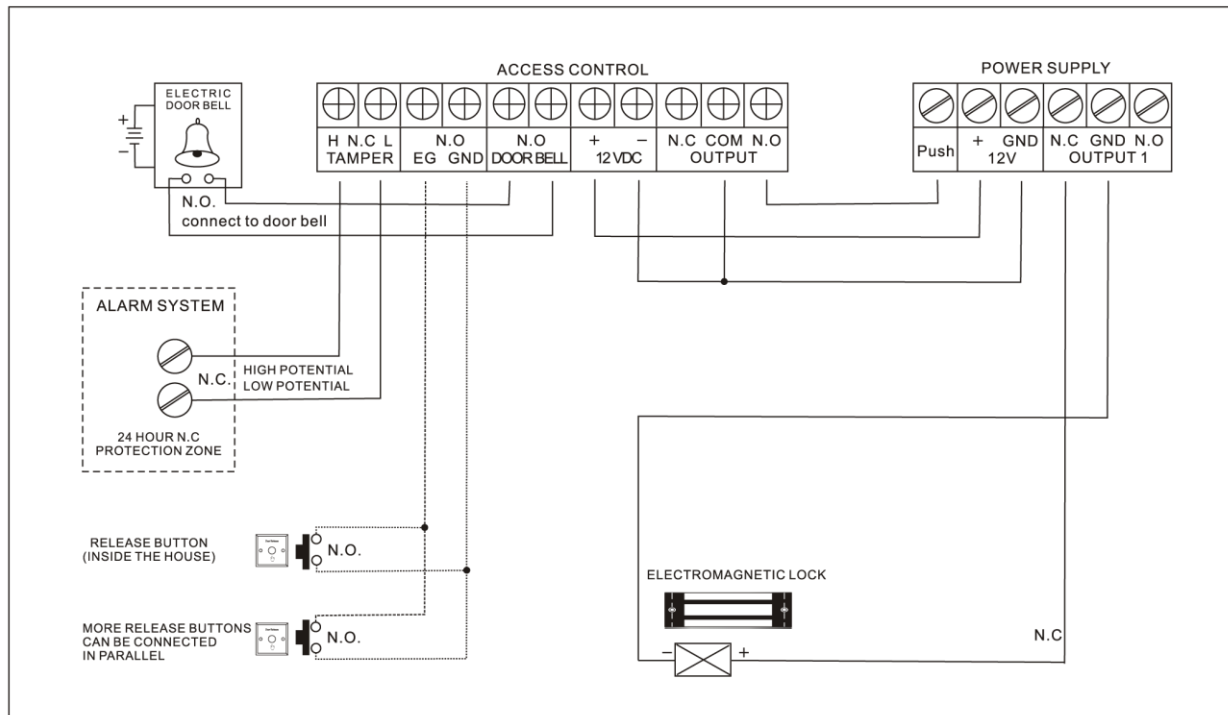 ELECTRIC
DOOR BELL
+
−
N.O.
connect to door bell
ACCESS CONTROL
H N.C L
TAMPER
N.O
EG GND
N.O
DOOR BELL
+ −
12 VDC
N.C COM N.O
OUTPUT
POWER SUPPLY
Push
+ GND
12V
N.C GND N.O
OUTPUT 1
ALARM SYSTEM
N.C.
HIGH POTENTIAL
LOW POTENTIAL
24 HOUR N.C
PROTECTION ZONE
RELEASE BUTTON
(INSIDE THE HOUSE)
N.O.
MORE RELEASE BUTTONS
CAN BE CONNECTED
IN PARALLEL
N.O.
ELECTROMAGNETIC LOCK
− +
N.C